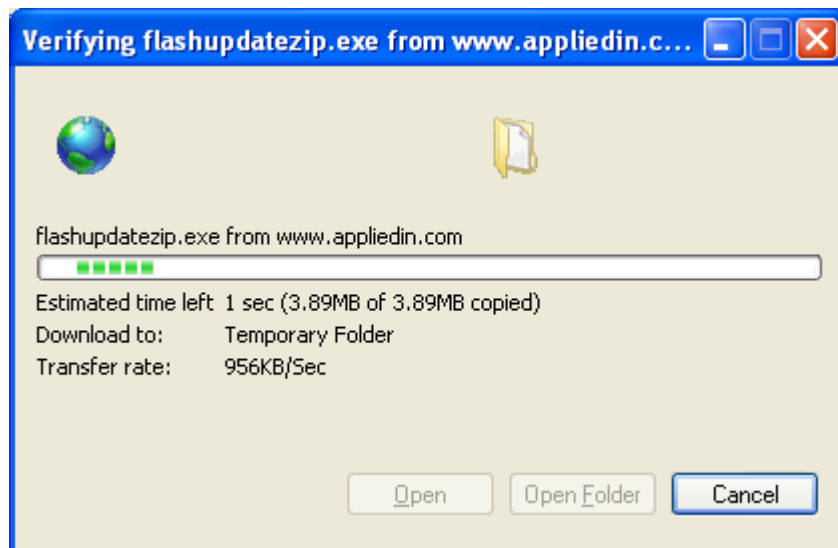 Verifying flashupdatezip.exe from www.appliedin.c...
flashupdatezip.exe from www.appliedin.com
Estimated time left 1 sec (3.89MB of 3.89MB copied)
Download to: Temporary Folder
Transfer rate: 956KB/Sec
Open Open Folder Cancel